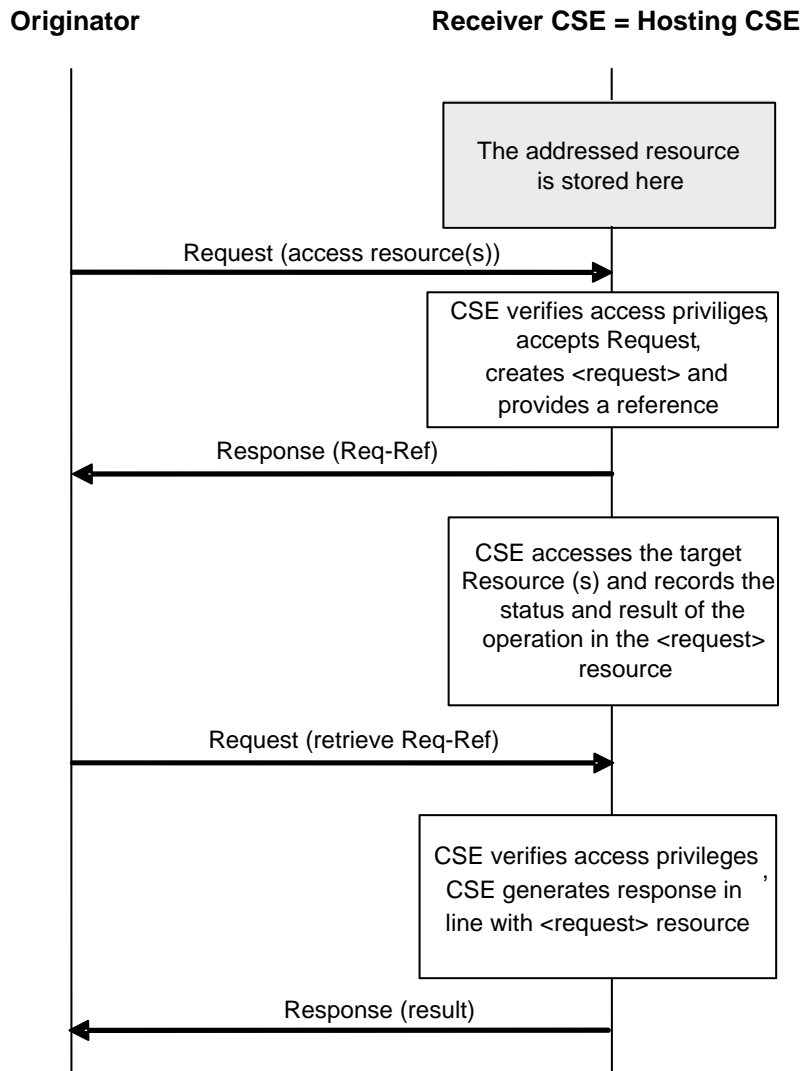 Originator
Receiver CSE = Hosting CSE
The addressed resource
is stored here.
Request (access resource(s))
CSE verifies access priviliges,
accepts Request,
creates <request> and
provides a reference
Response (Req-Ref)
CSE accesses the target
Resource (s) and records the
status and result of the
operation in the <request>
resource
Request (retrieve Req-Ref)
CSE verifies access privileges,
CSE generates response in
line with <request> resource
Response (result)